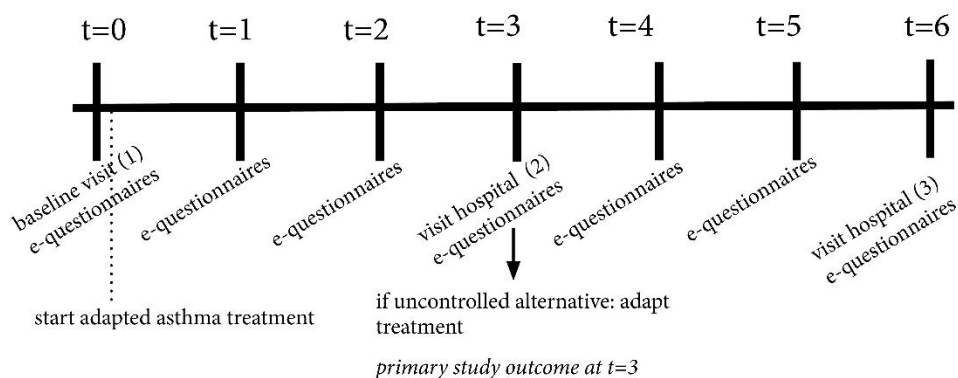 t=0 t=1 t=2 t=3 t=4 t=5 t=6
baseline visit (1)
e-questionnaires
e-questionnaires
e-questionnaires
visit hospital (2)
e-questionnaires
e-questionnaires
e-questionnaires
visit hospital (3)
e-questionnaires
start adapted asthma treatment
if uncontrolled alternative: adapt
treatment
primary study outcome at t=3